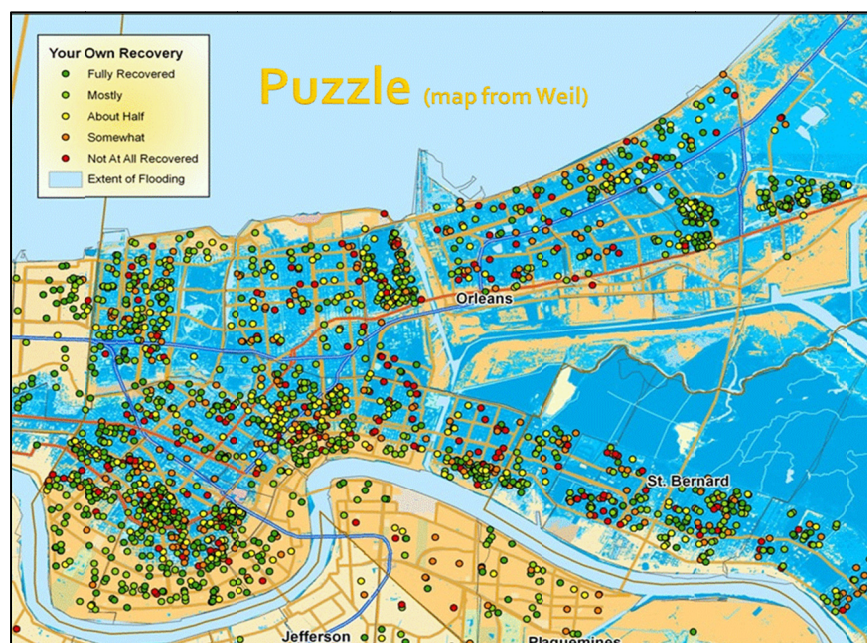 Your Own Recovery
Fully Recovered
Mostly
About Half
Somewhat
Not At All Recovered
Extent of Flooding
Puzzle (map from Weil)
Orleans
St. Bernard
Jefferson
Plaquemines